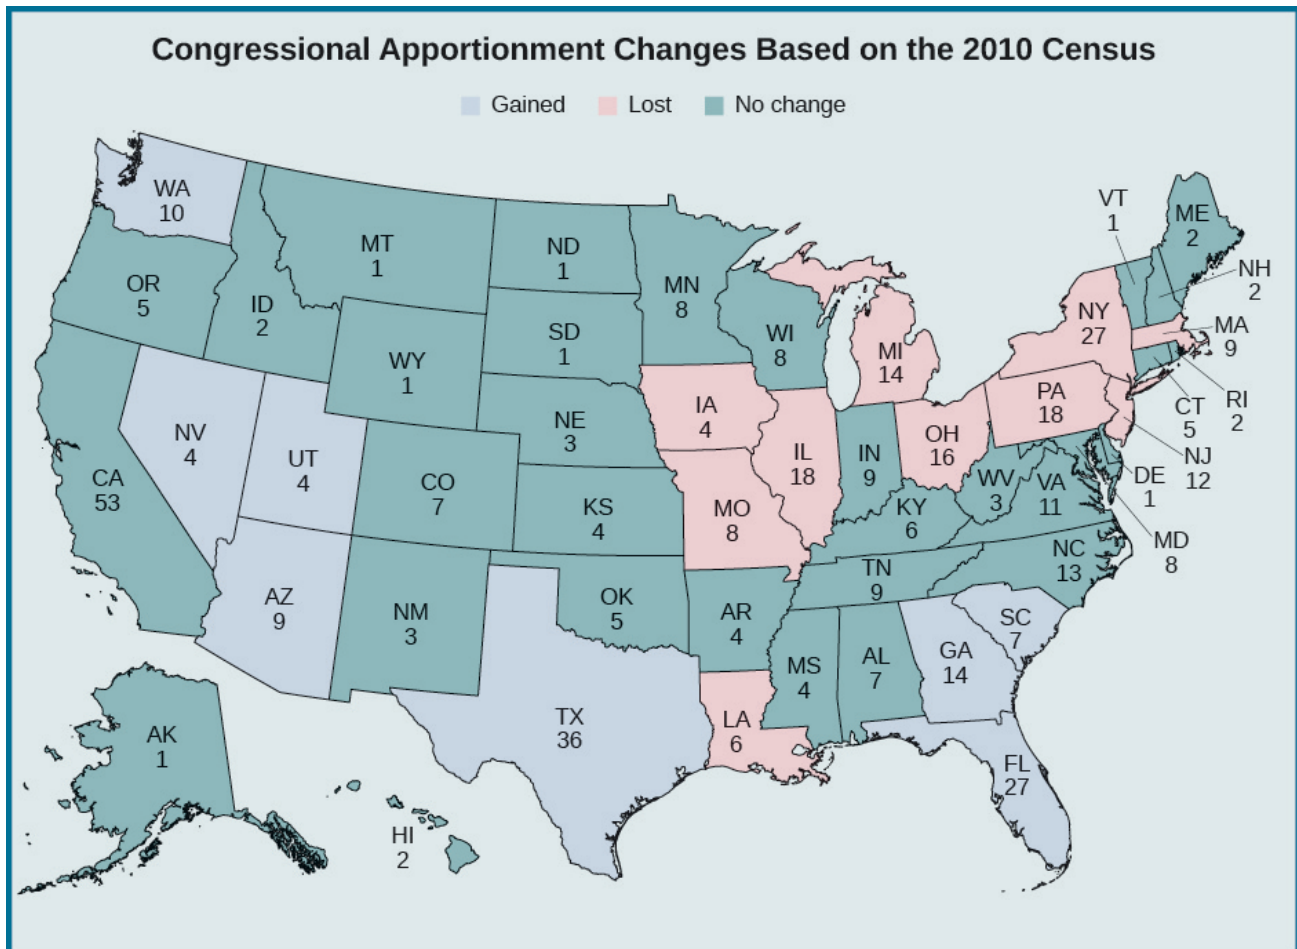 Congressional Apportionment Changes Based on the 2010 Census
Gained Lost No change
WA
10
OR
5
CA
53
NV
4
ID
2
MT
1
WY
1
UT
4
AZ
9
CO
7
NM
3
ND
1
SD
1
NE
3
KS
4
OK
5
TX
36
MN
8
IA
4
MO
8
AR
4
LA
6
WI
8
IL
18
MI
14
IN
9
OH
16
KY
6
TN
9
MS
4
AL
7
GA
14
FL
27
SC
7
NC
13
VA
11
WV
3
PA
18
NY
27
VT
1
ME
2
NH
2
MA
9
RI
2
CT
5
NJ
12
DE
1
MD
8
AK
1
HI
2